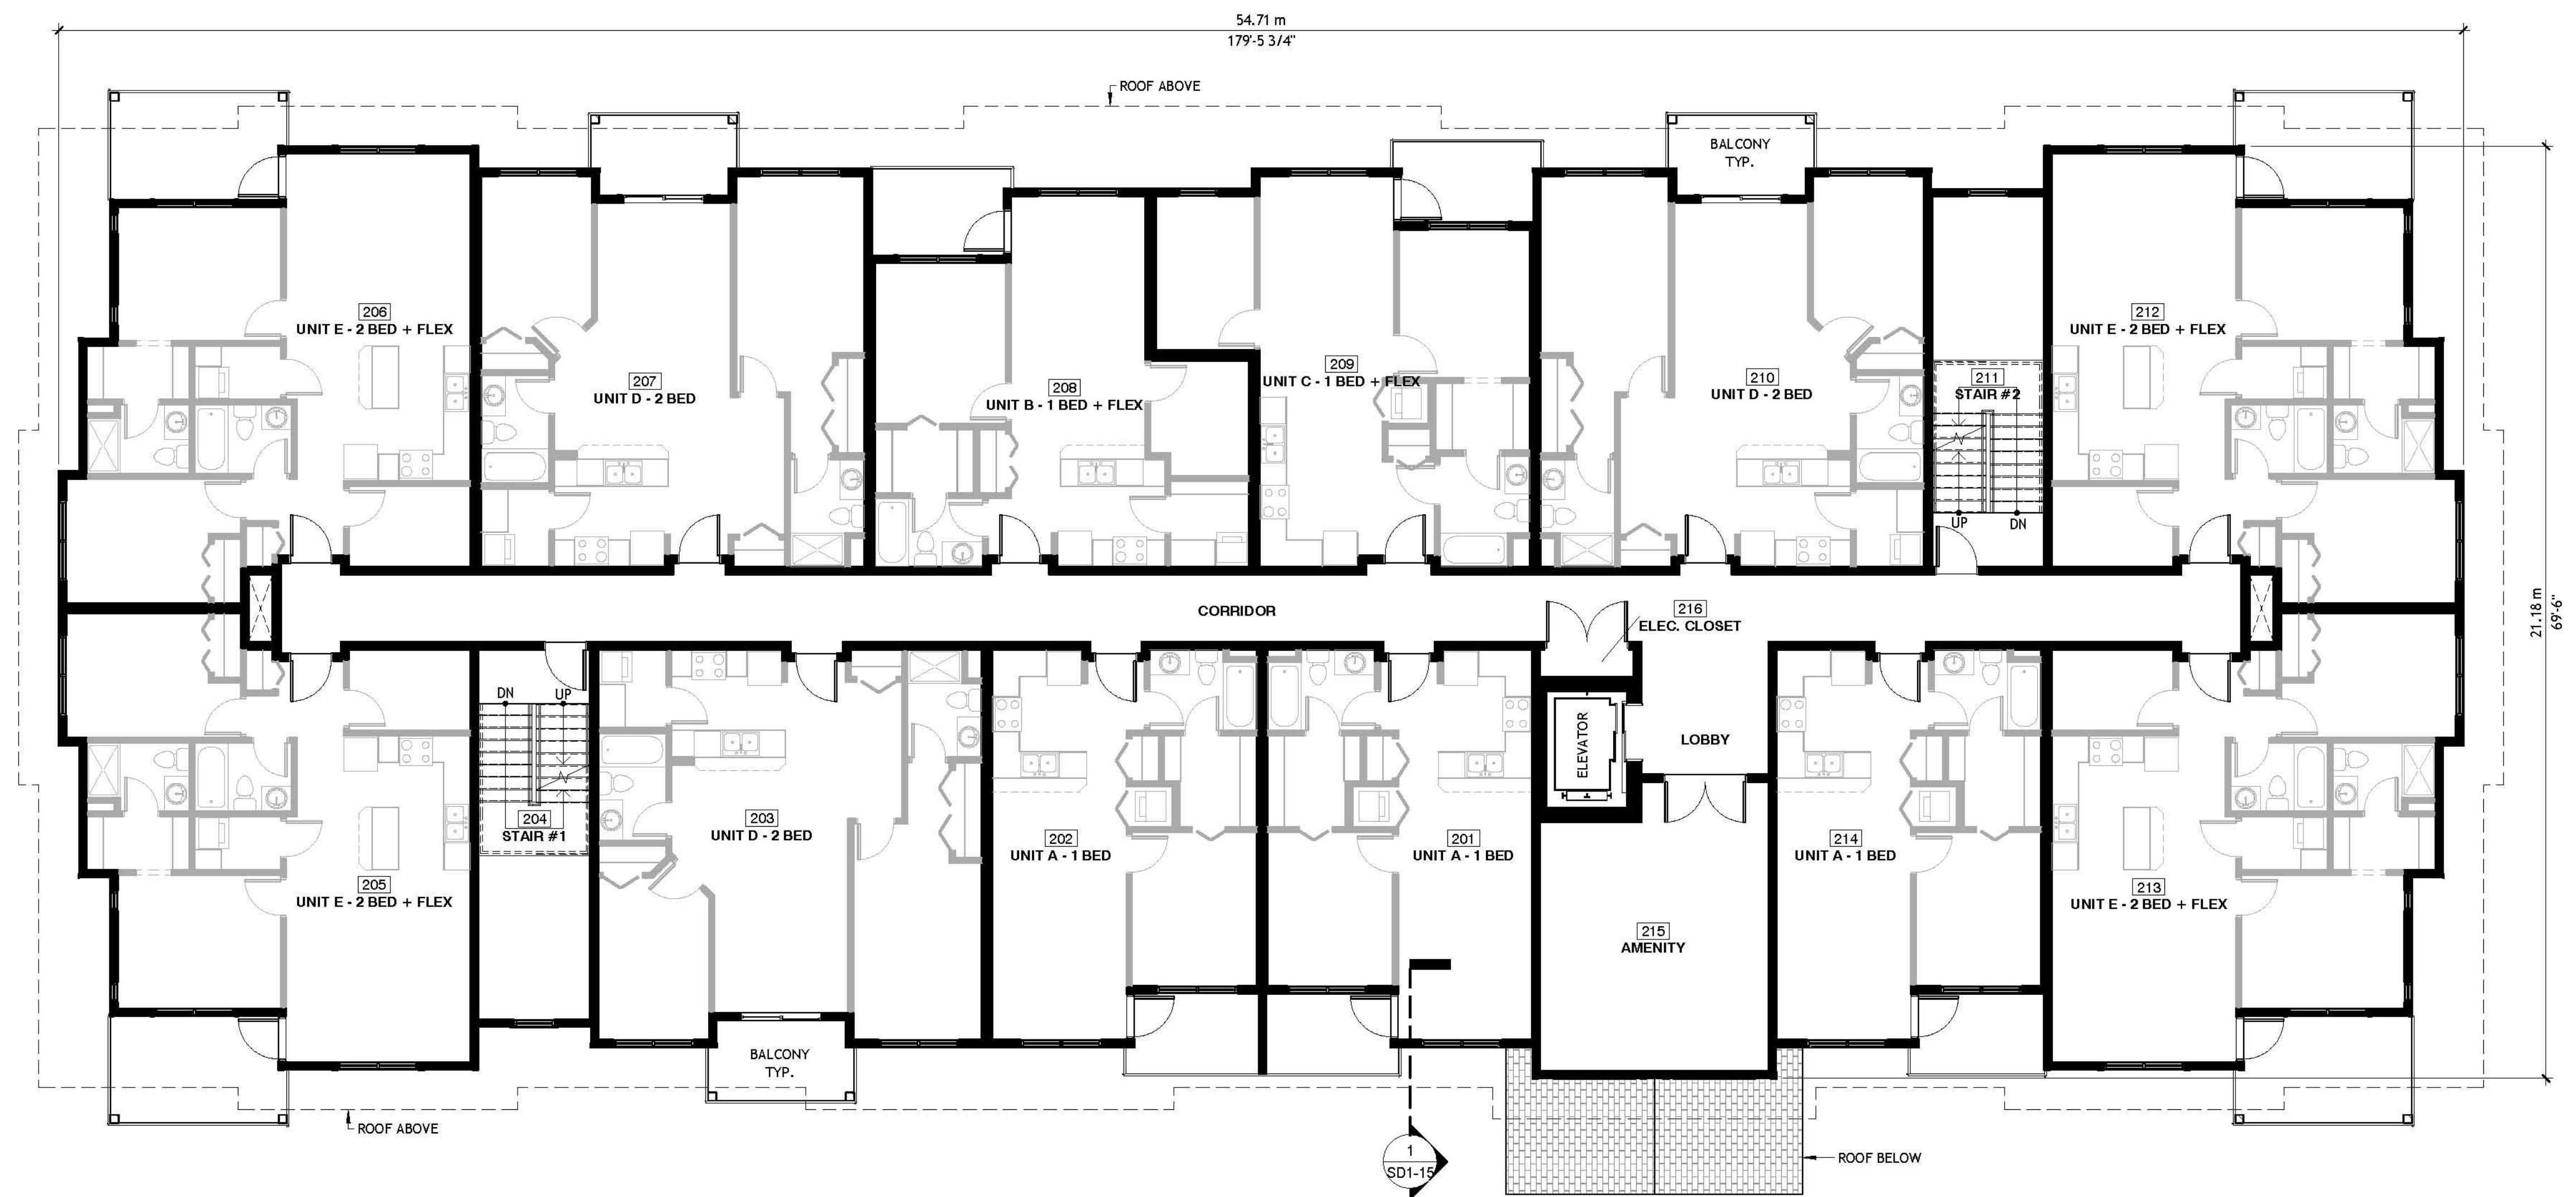 54.71 m
179'-5 3/4"
ROOF ABOVE
BALCONY
TYP.
206
UNIT E - 2 BED + FLEX
207
UNIT D - 2 BED
208
UNIT B - 1 BED + FLEX
209
UNIT C - 1 BED + FLEX
210
UNIT D - 2 BED
211
STAIR #2
UP
DN
212
UNIT E - 2 BED + FLEX
CORRIDOR
216
ELEC. CLOSET
21.18 m
69'-6"
DN
UP
204
STAIR #1
205
UNIT E - 2 BED + FLEX
203
UNIT D - 2 BED
202
UNIT A - 1 BED
201
UNIT A - 1 BED
ELEVATOR
LOBBY
215
AMENITY
214
UNIT A - 1 BED
213
UNIT E - 2 BED + FLEX
BALCONY
TYP.
ROOF ABOVE
1
SD1-15
ROOF BELOW